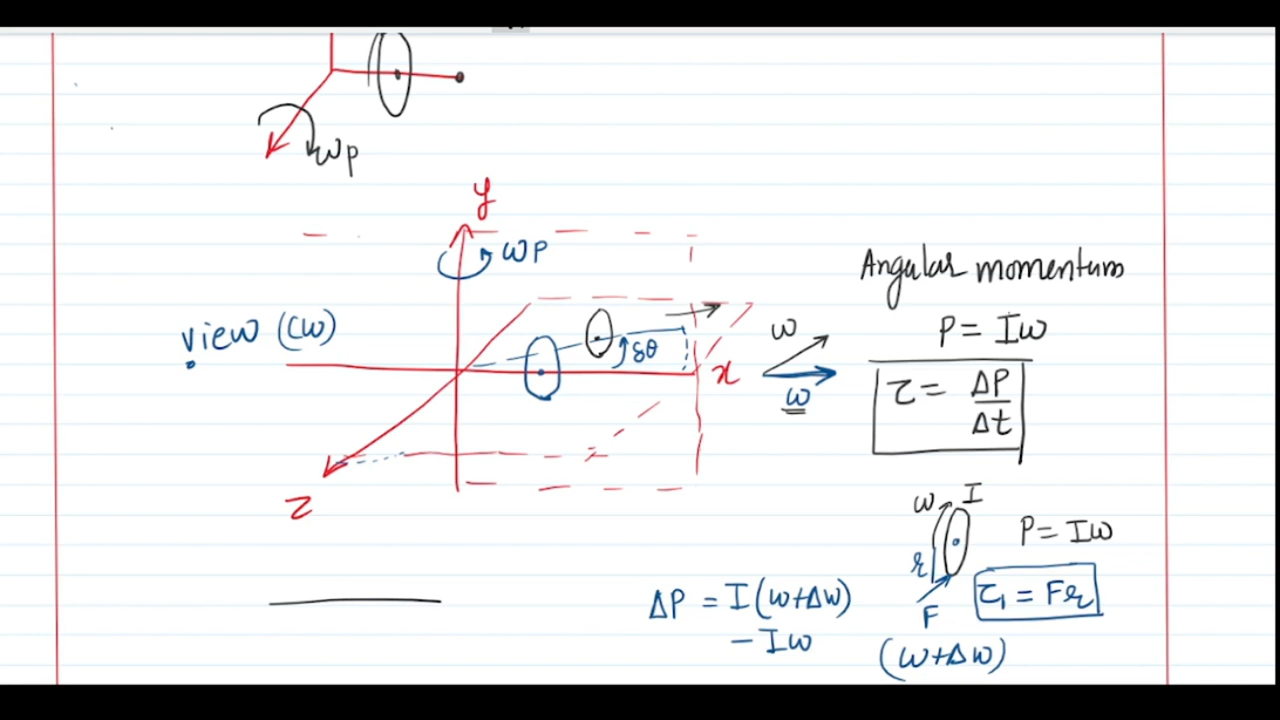 ωp
y
ωp
view (CW)
δθ
x
z
ω
ω
Angular momentum
P = Iω
τ = ΔP/Δt
ω I
r
F
P = Iω
τ₁ = Fr
(ω+Δω)
ΔP = I(ω+Δω)
− Iω